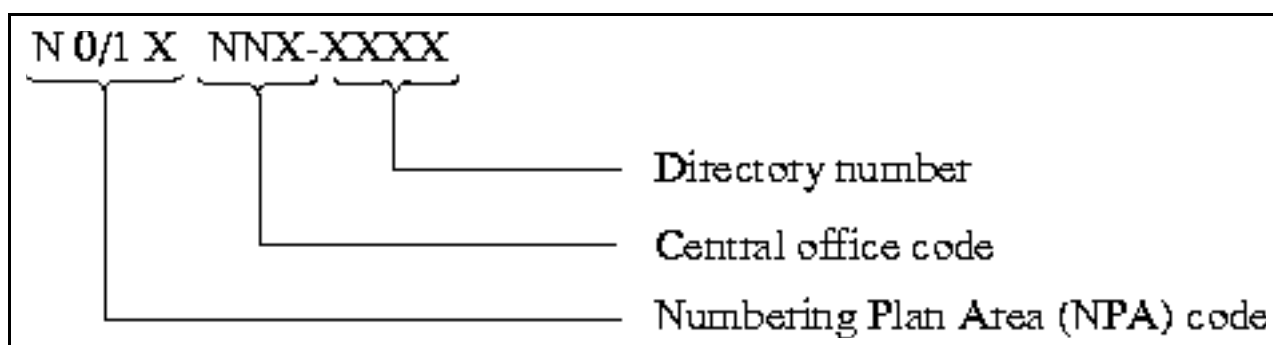 N 0/1 X NNX-XXXX
Directory number
Central office code
Numbering Plan Area (NPA) code